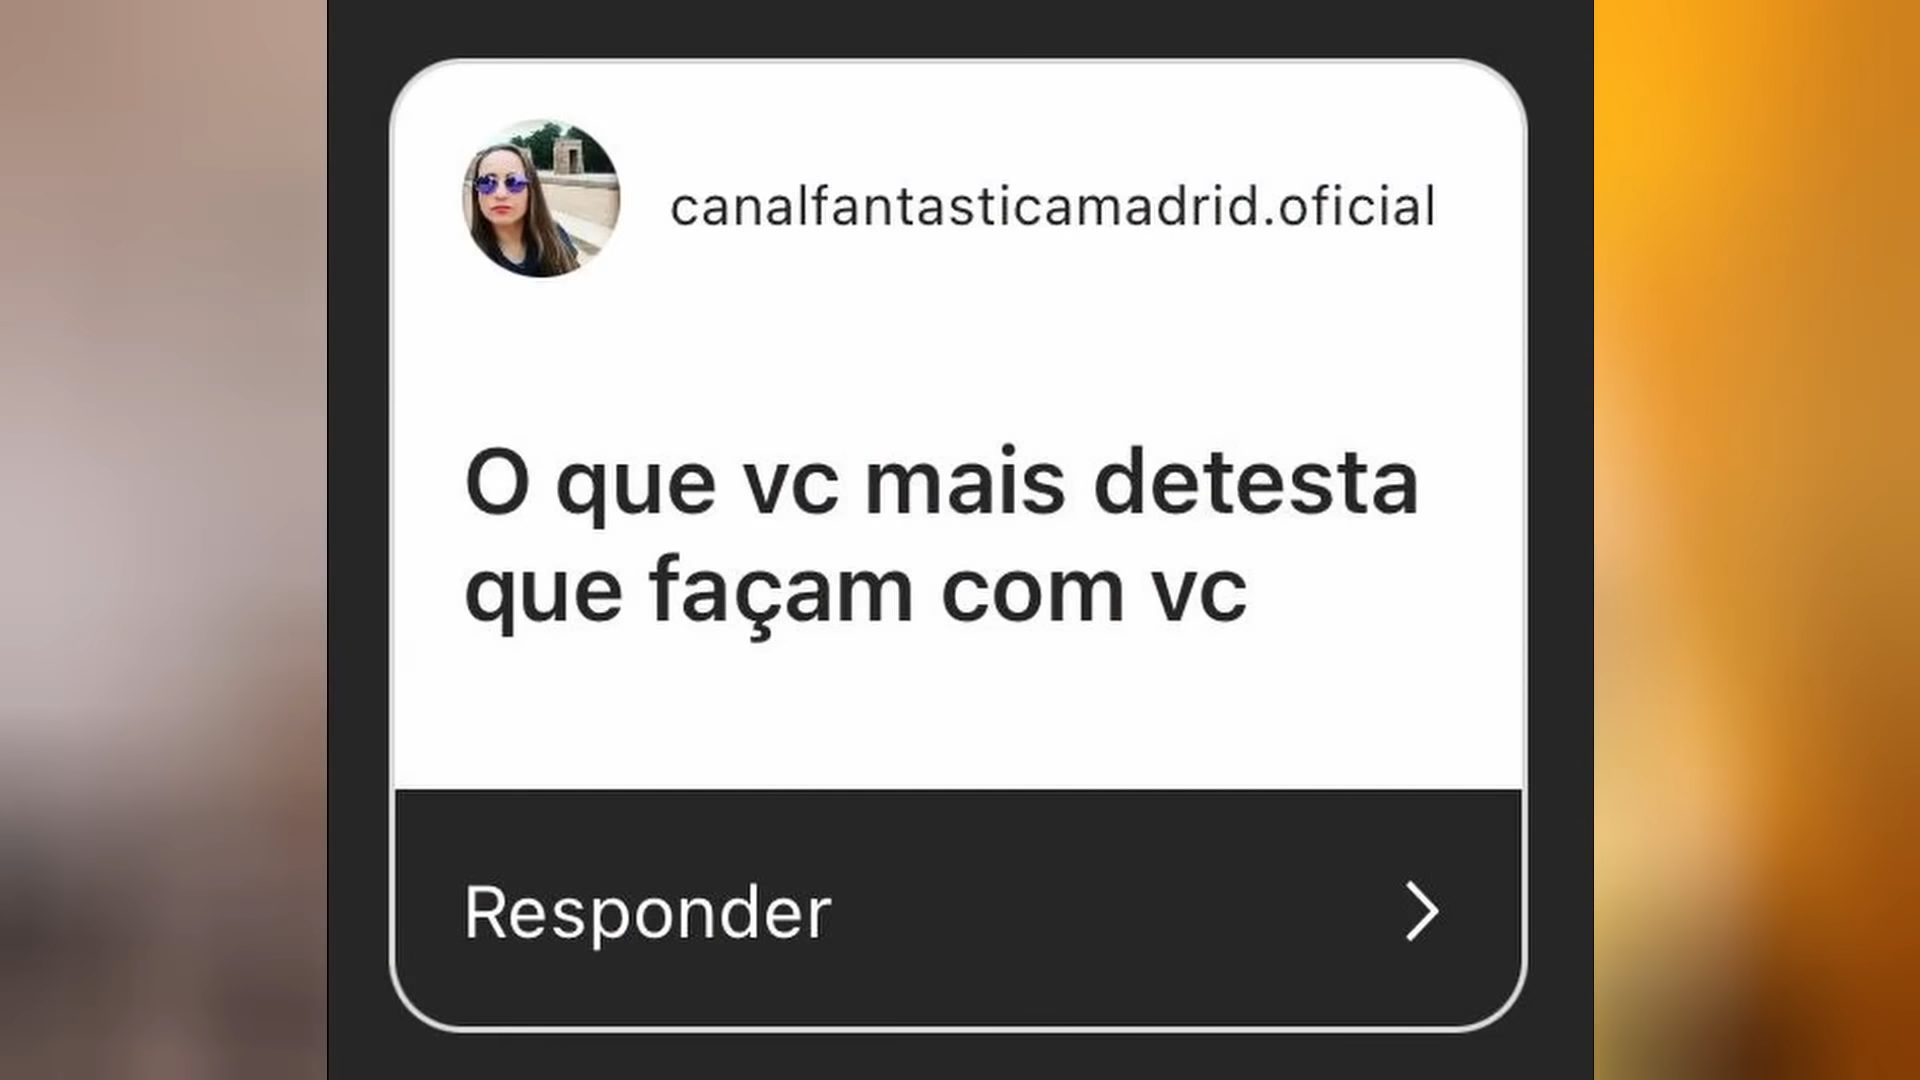 canalfantasticamadrid.oficial
O que vc mais detesta
que façam com vc
Responder